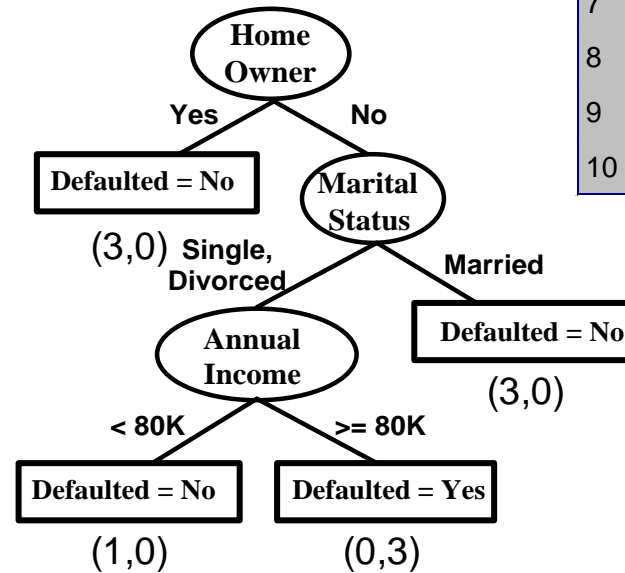 Home
Owner
7
8
9
10
Yes
No
Defaulted = No
Marital
Status
(3,0)
Single,
Divorced
Married
Annual
Income
Defaulted = No
(3,0)
< 80K
>= 80K
Defaulted = No
Defaulted = Yes
(1,0)
(0,3)